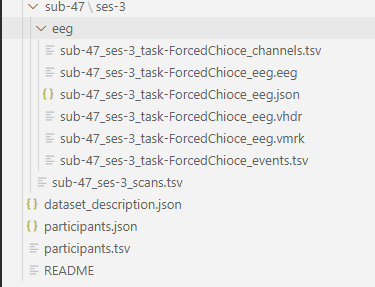 sub-47 \ ses-3
eeg
sub-47_ses-3_task-ForcedChioce_channels.tsv
sub-47_ses-3_task-ForcedChioce_eeg.eeg
{} sub-47_ses-3_task-ForcedChioce_eeg.json
sub-47_ses-3_task-ForcedChioce_eeg.vhdr
sub-47_ses-3_task-ForcedChioce_eeg.vmrk
sub-47_ses-3_task-ForcedChioce_events.tsv
sub-47_ses-3_scans.tsv
{} dataset_description.json
{} participants.json
participants.tsv
README